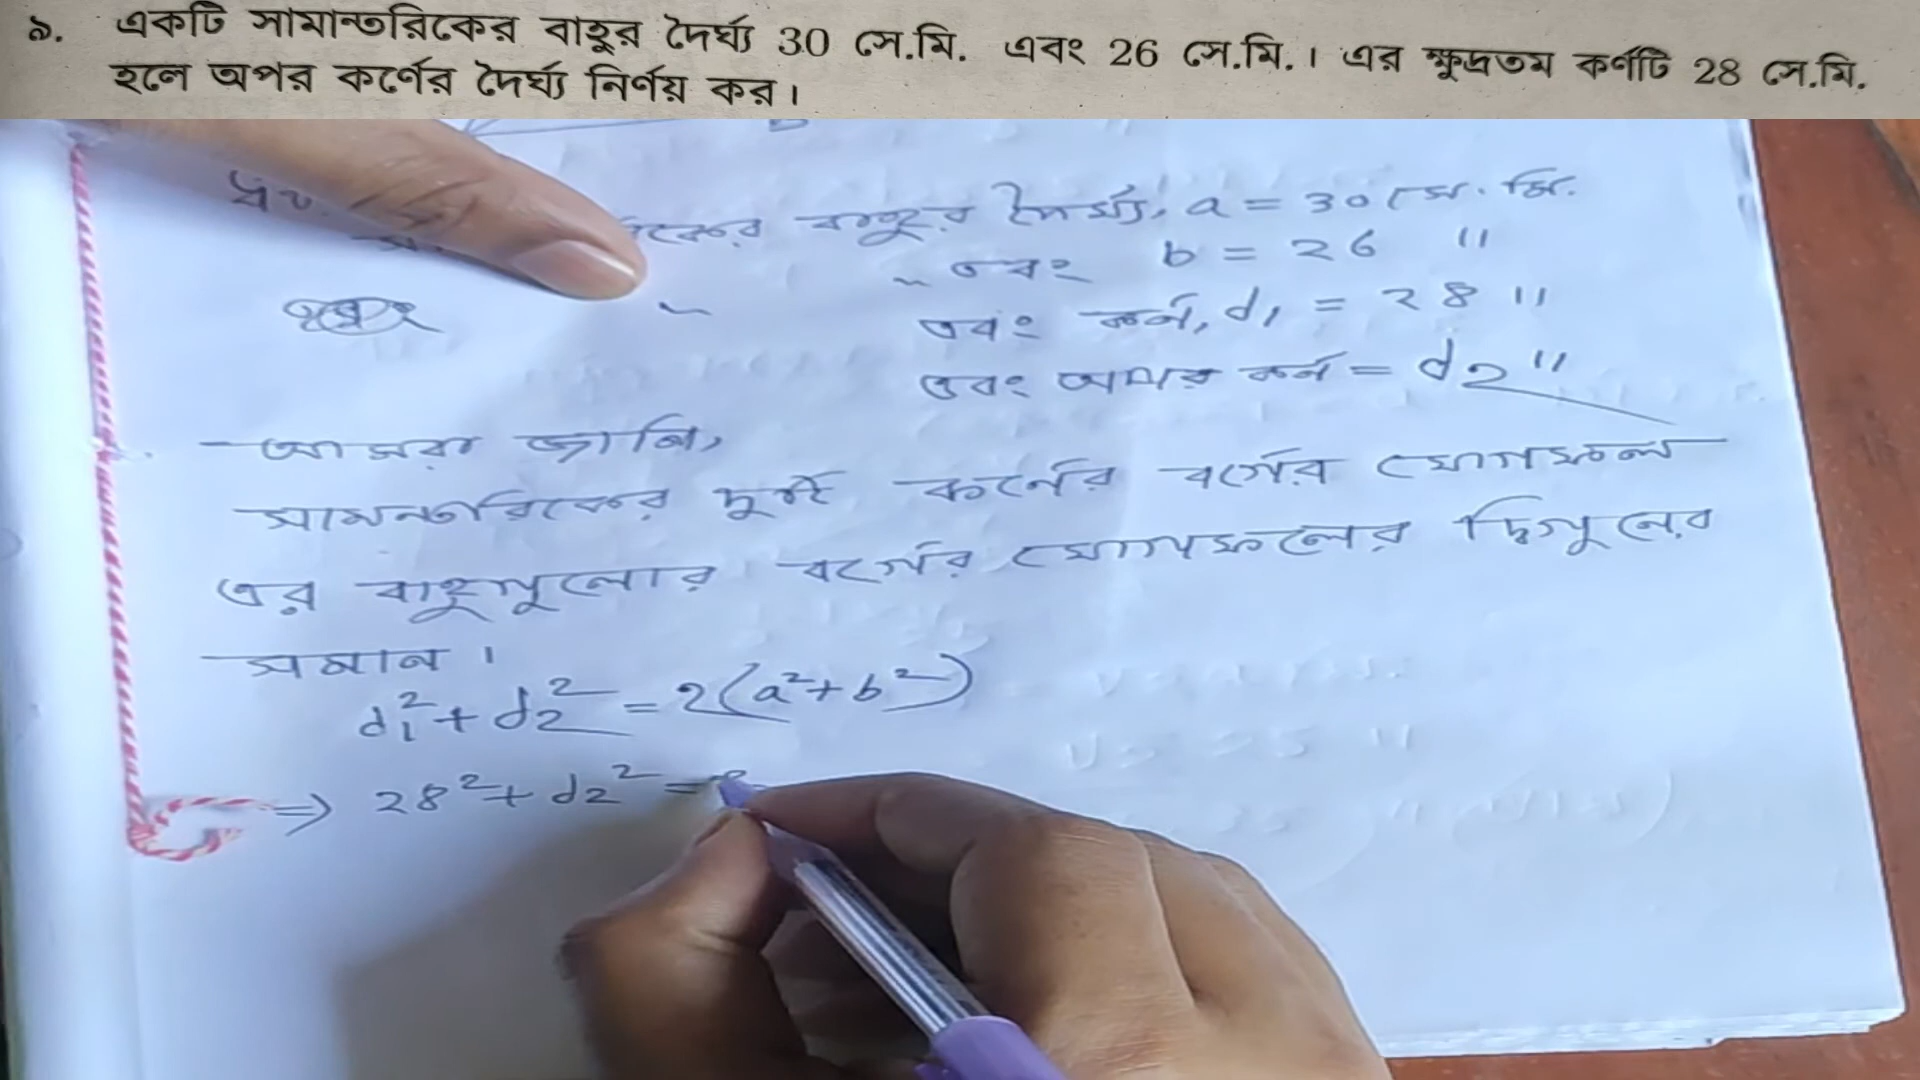 ৯. একটি সামান্তরিকের বাহুর দৈর্ঘ্য 30 সে.মি. এবং 26 সে.মি.। এর ক্ষুদ্রতম কর্ণটি 28 সে.মি.
হলে অপর কর্ণের দৈর্ঘ্য নির্ণয় কর।
বাহুর দৈর্ঘ্য, a = 30 সে. মি.
এবং b = 26 "
এবং কর্ন, d₁ = 28 "
এবং অপর কর্ন = d₂ "
আমরা জানি,
সামন্তরিকের দুই কর্নের বর্গের যোগফল
এর বাহুগুলোর বর্গের যোগফলের দ্বিগুনের
সমান।
d₁² + d₂² = 2(a² + b²)
⇒ 28² + d₂² =